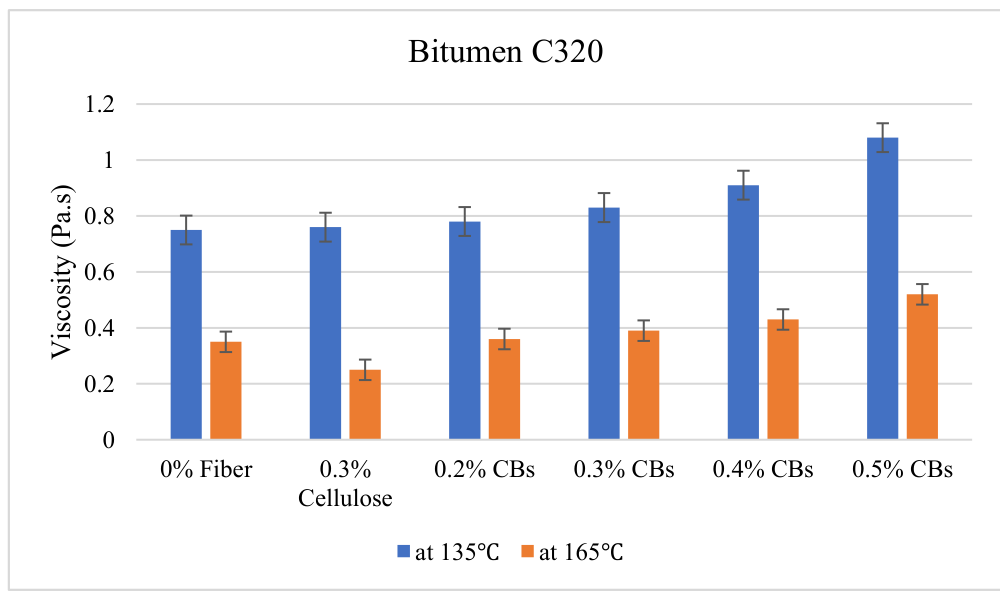 Bitumen C320
Viscosity (Pa.s)
1.2
1
0.8
0.6
0.4
0.2
0
0% Fiber
0.3%
Cellulose
0.2% CBs
0.3% CBs
0.4% CBs
0.5% CBs
at 135℃
at 165℃